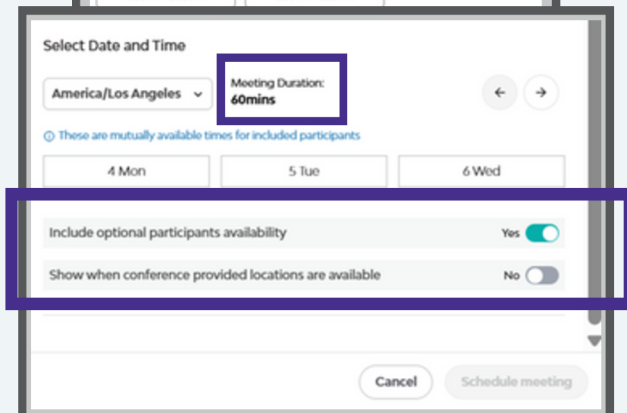 Select Date and Time
America/Los Angeles
Meeting Duration:
60mins
These are mutually available times for included participants
4 Mon 5 Tue 6 Wed
Include optional participants availability Yes
Show when conference provided locations are available No
Cancel Schedule meeting